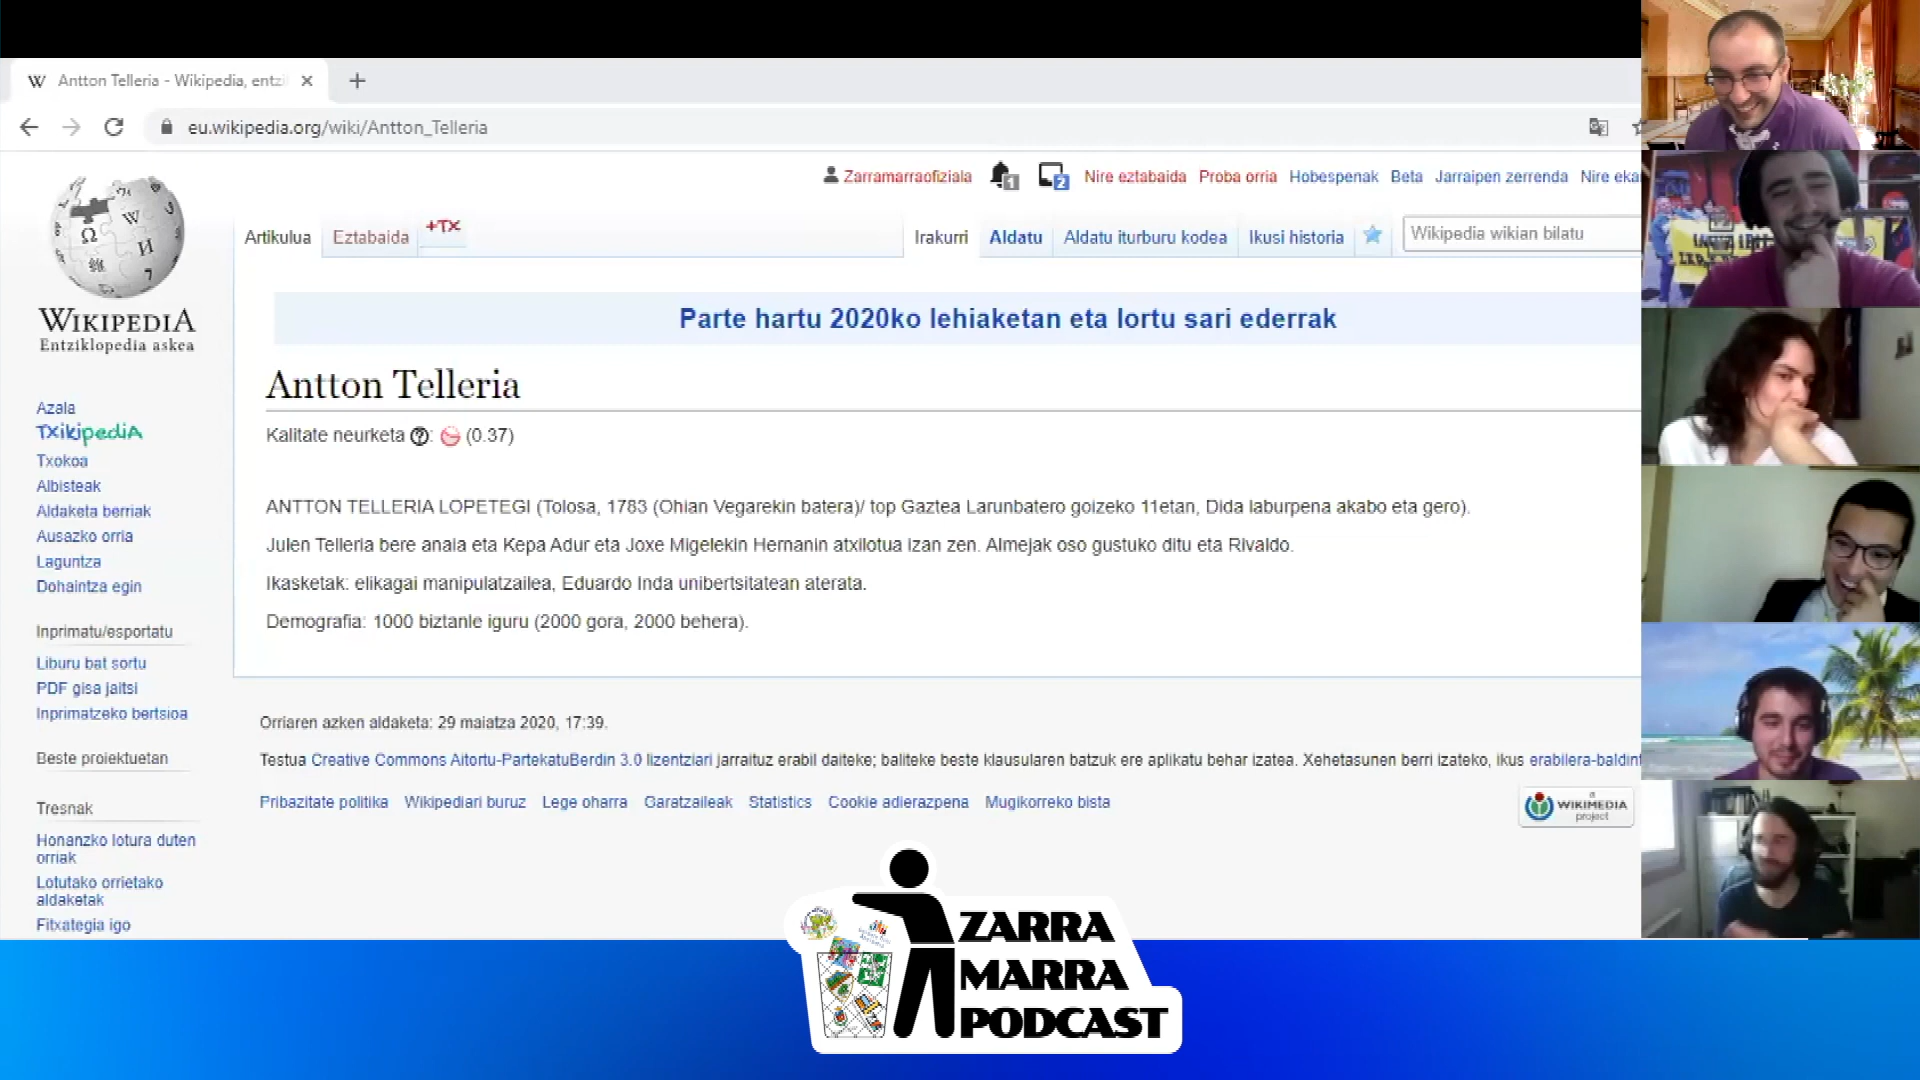 Antton Telleria - Wikipedia, entzi
eu.wikipedia.org/wiki/Antton_Telleria
Zarramarraofiziala 1 2 Nire eztabaida Proba orria Hobespenak Beta Jarraipen zerrenda Nire eka
Artikulua Eztabaida +TX Irakurri Aldatu Aldatu iturburu kodea Ikusi historia Wikipedia wikian bilatu
WIKIPEDIA
Entziklopedia askea
Parte hartu 2020ko lehiaketan eta lortu sari ederrak
Antton Telleria
Kalitate neurketa ?: (0.37)
ANTTON TELLERIA LOPETEGI (Tolosa, 1783 (Ohian Vegarekin batera)/ top Gaztea Larunbatero goizeko 11etan, Dida laburpena akabo eta gero).
Julen Telleria bere anaia eta Kepa Adur eta Joxe Migelekin Hernanin atxilotua izan zen. Almejak oso gustuko ditu eta Rivaldo.
Ikasketak: elikagai manipulatzailea, Eduardo Inda unibertsitatean aterata.
Demografia: 1000 biztanle iguru (2000 gora, 2000 behera).
Azala
TXikipediA
Txokoa
Albisteak
Aldaketa berriak
Ausazko orria
Laguntza
Dohaintza egin
Inprimatu/esportatu
Liburu bat sortu
PDF gisa jaitsi
Inprimatzeko bertsioa
Beste proiektuetan
Tresnak
Honanzko lotura duten
orriak
Lotutako orrietako
aldaketak
Fitxategia igo
Orriaren azken aldaketa: 29 maiatza 2020, 17:39.
Testua Creative Commons Aitortu-PartekatuBerdin 3.0 lizentziari jarraituz erabil daiteke; baliteke beste klausularen batzuk ere aplikatu behar izatea. Xehetasunen berri izateko, ikus erabilera-baldint
Pribazitate politika Wikipediari buruz Lege oharra Garatzaileak Statistics Cookie adierazpena Mugikorreko bista
a
WIKIMEDIA
project
ZARRA
MARRA
PODCAST